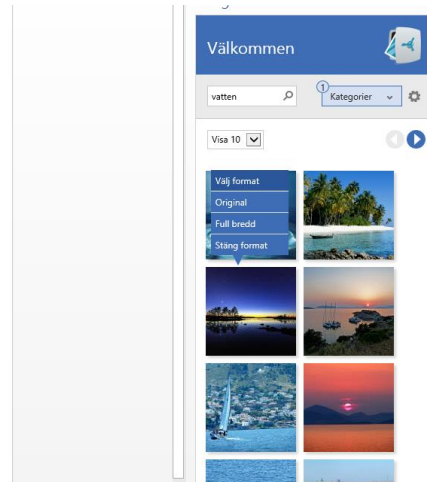 Välkommen
vatten
1
Kategorier
Visa 10
Välj format
Original
Full bredd
Stäng format